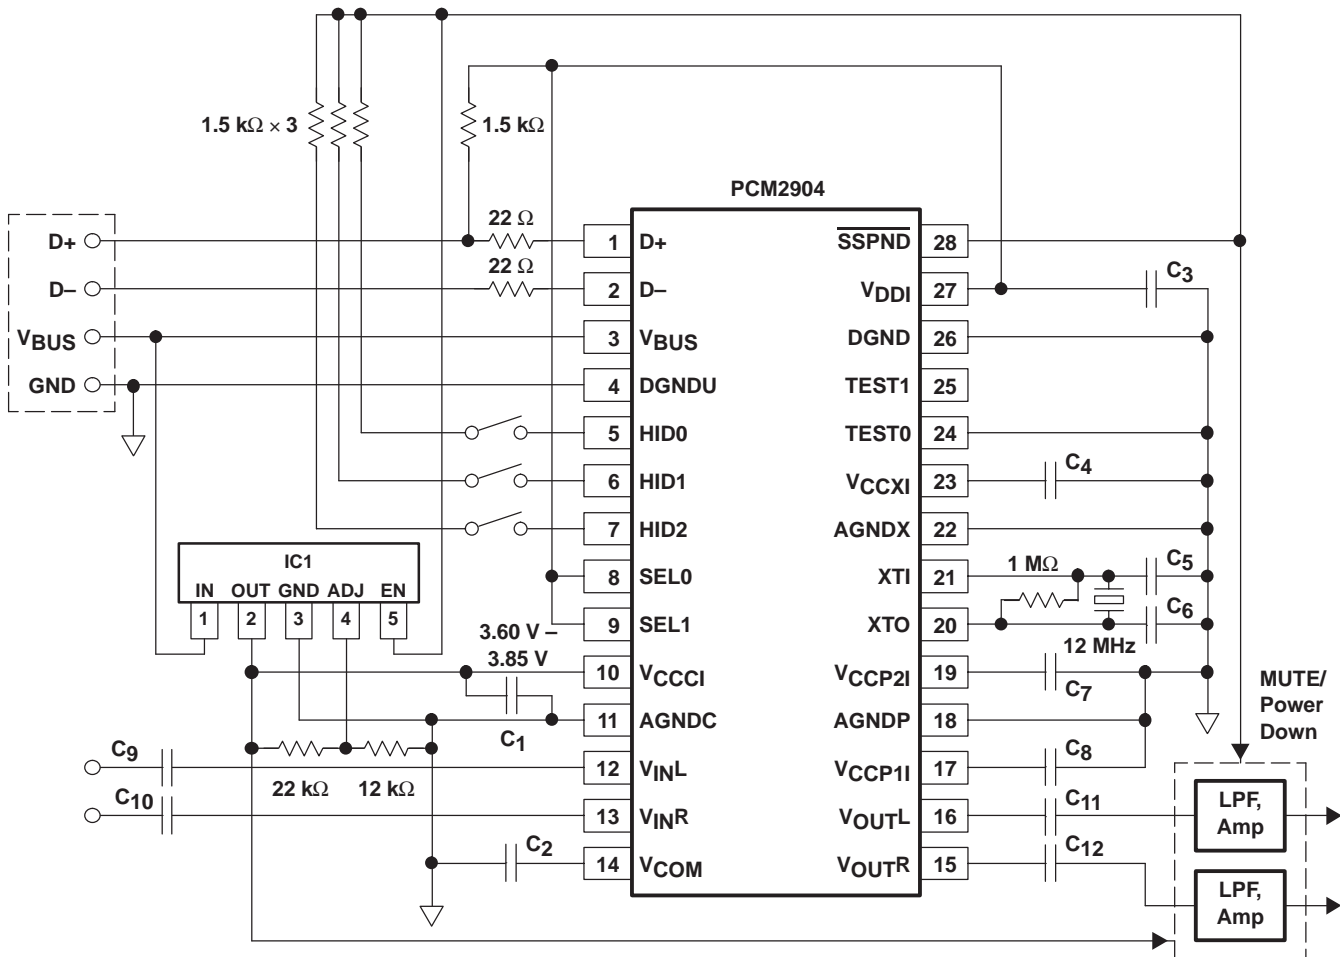 1.5 kΩ × 3
1.5 kΩ
PCM2904
22 Ω
22 Ω
D+
D–
VBUS
GND
1 D+
2 D–
3 VBUS
4 DGNDU
5 HID0
6 HID1
7 HID2
8 SEL0
9 SEL1
10 VCCCI
11 AGNDC
12 VINL
13 VINR
14 VCOM
SSPND 28
VDDI 27
DGND 26
TEST1 25
TEST0 24
VCCXI 23
AGNDX 22
XTI 21
XTO 20
VCCP2I 19
AGNDP 18
VCCP1I 17
VOUTL 16
VOUTR 15
IC1
IN OUT GND ADJ EN
1 2 3 4 5
3.60 V –
3.85 V
C1
22 kΩ 12 kΩ
C9
C10
C2
C3
C4
1 MΩ
C5
C6
12 MHz
C7
C8
C11
C12
MUTE/
Power
Down
LPF,
Amp
LPF,
Amp